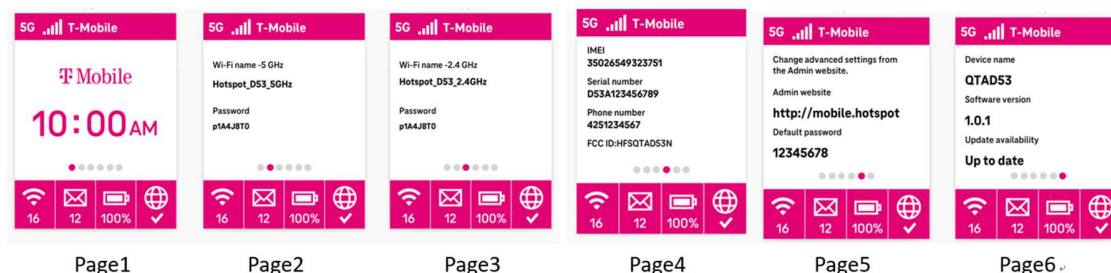 5G T-Mobile
T Mobile
10:00AM
16 12 100%
Page1
5G T-Mobile
Wi-Fi name -5 GHz
Hotspot_D53_5GHz
Password
p1A4J8T0
16 12 100%
Page2
5G T-Mobile
Wi-Fi name -2.4 GHz
Hotspot_D53_2.4GHz
Password
p1A4J8T0
16 12 100%
Page3
5G T-Mobile
IMEI
35026549323751
Serial number
D53A123456789
Phone number
4251234567
FCC ID:HFSQTAD53N
16 12 100%
Page4
5G T-Mobile
Change advanced settings from
the Admin website.
Admin website
http://mobile.hotspot
Default password
12345678
16 12 100%
Page5
5G T-Mobile
Device name
QTAD53
Software version
1.0.1
Update availability
Up to date
16 12 100%
Page6